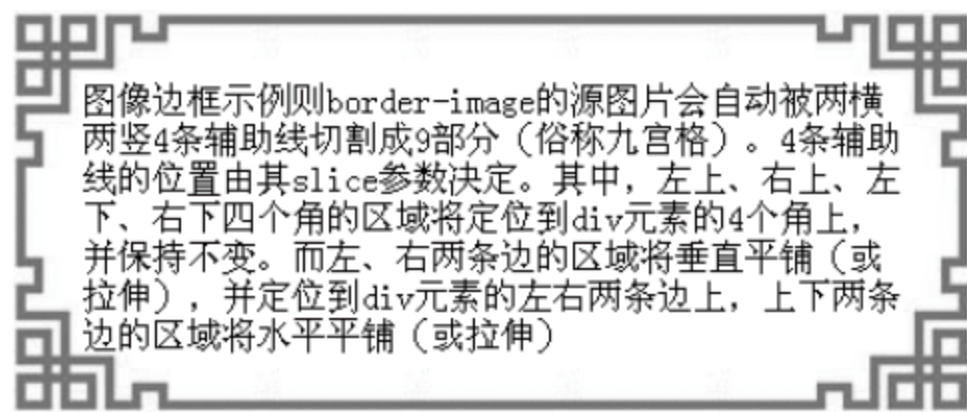 图像边框示例则border-image的源图片会自动被两横
两竖4条辅助线切割成9部分（俗称九宫格）。4条辅助
线的位置由其slice参数决定。其中，左上、右上、左
下、右下四个角的区域将定位到div元素的4个角上，
并保持不变。而左、右两条边的区域将垂直平铺（或
拉伸），并定位到div元素的左右两条边上，上下两条
边的区域将水平平铺（或拉伸）